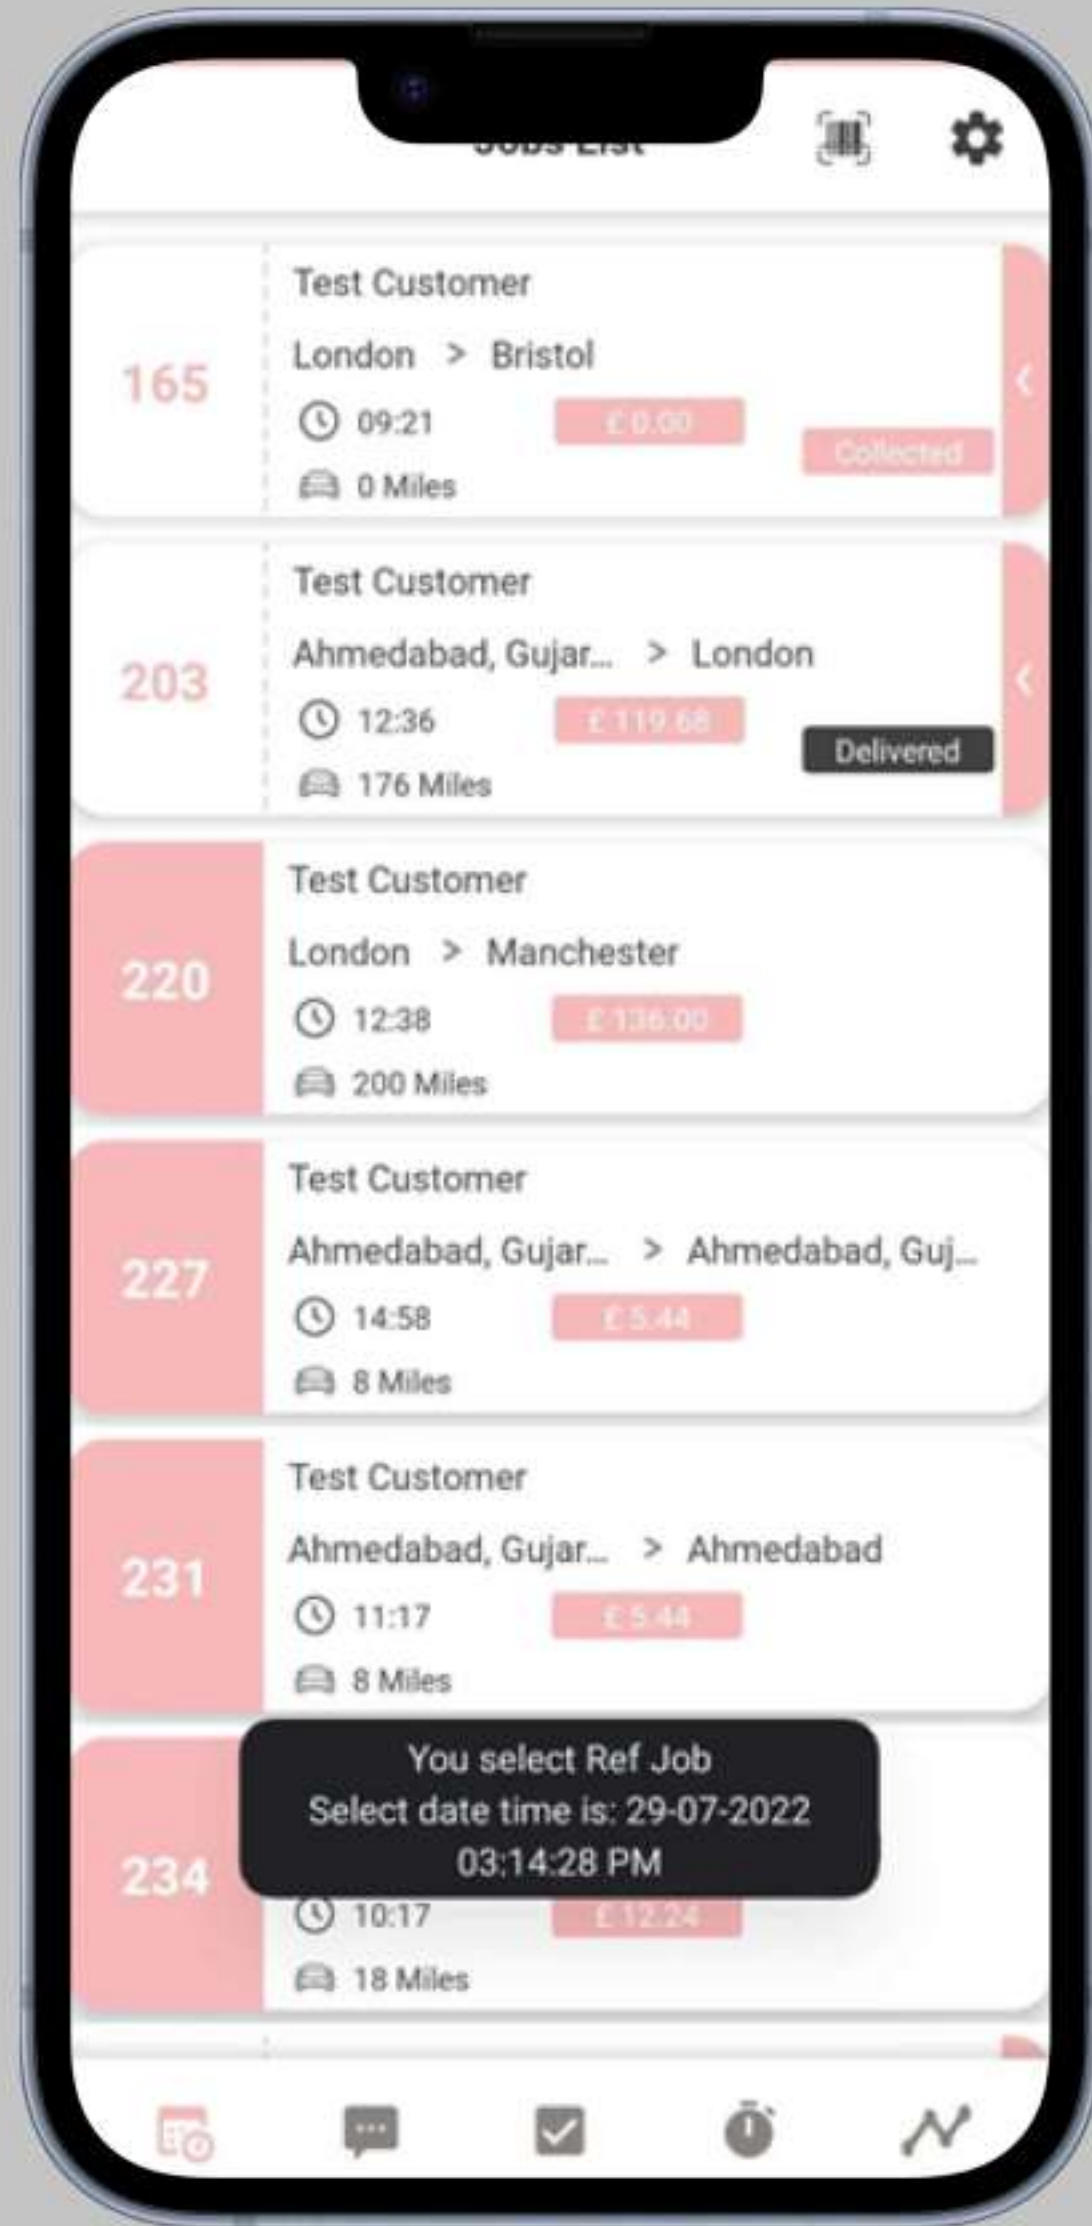 Jobs List
165
Test Customer
London > Bristol
09:21
£ 0.00
Collected
0 Miles
203
Test Customer
Ahmedabad, Gujar... > London
12:36
£ 119.68
Delivered
176 Miles
220
Test Customer
London > Manchester
12:38
£ 136.00
200 Miles
227
Test Customer
Ahmedabad, Gujar... > Ahmedabad, Guj...
14:58
£ 5.44
8 Miles
231
Test Customer
Ahmedabad, Gujar... > Ahmedabad
11:17
£ 5.44
8 Miles
234
You select Ref Job
Select date time is: 29-07-2022
03:14:28 PM
10:17
£ 12.24
18 Miles